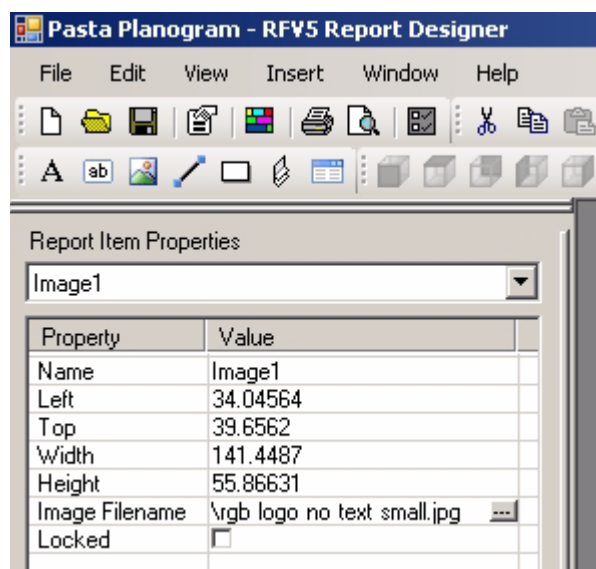 Pasta Planogram - RFV5 Report Designer
File Edit View Insert Window Help
A ab
Report Item Properties
Image1
Property Value
Name Image1
Left 34.04564
Top 39.6562
Width 141.4487
Height 55.86631
Image Filename \rgb logo no text small.jpg ...
Locked